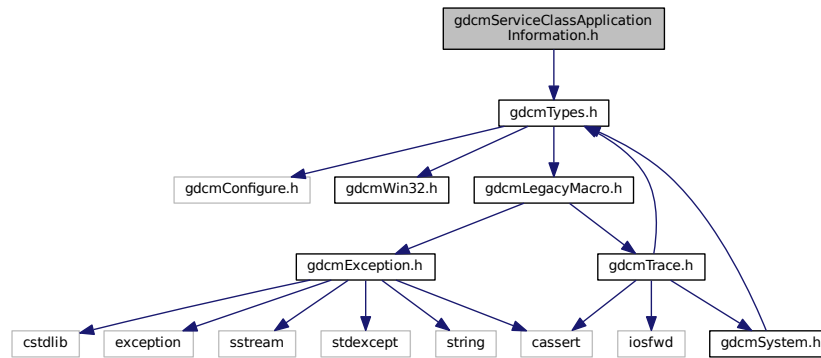 gdcmServiceClassApplication
Information.h
gdcmTypes.h
gdcmConfigure.h
gdcmWin32.h
gdcmLegacyMacro.h
gdcmException.h
gdcmTrace.h
cstdlib
exception
sstream
stdexcept
string
cassert
iosfwd
gdcmSystem.h